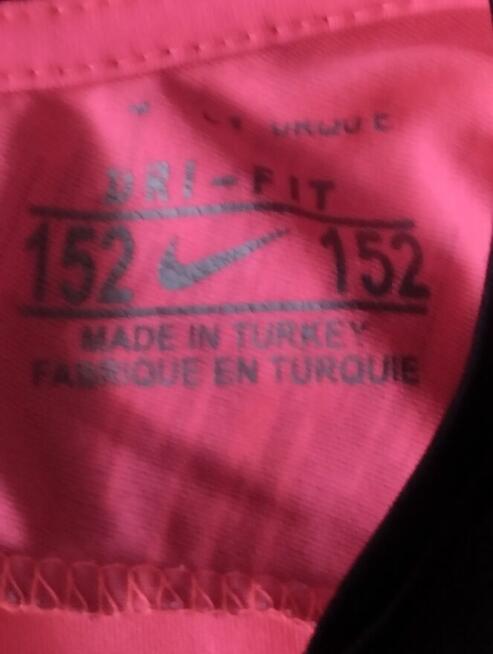 DRI-FIT
152 152
MADE IN TURKEY
FABRIQUE EN TURQUIE